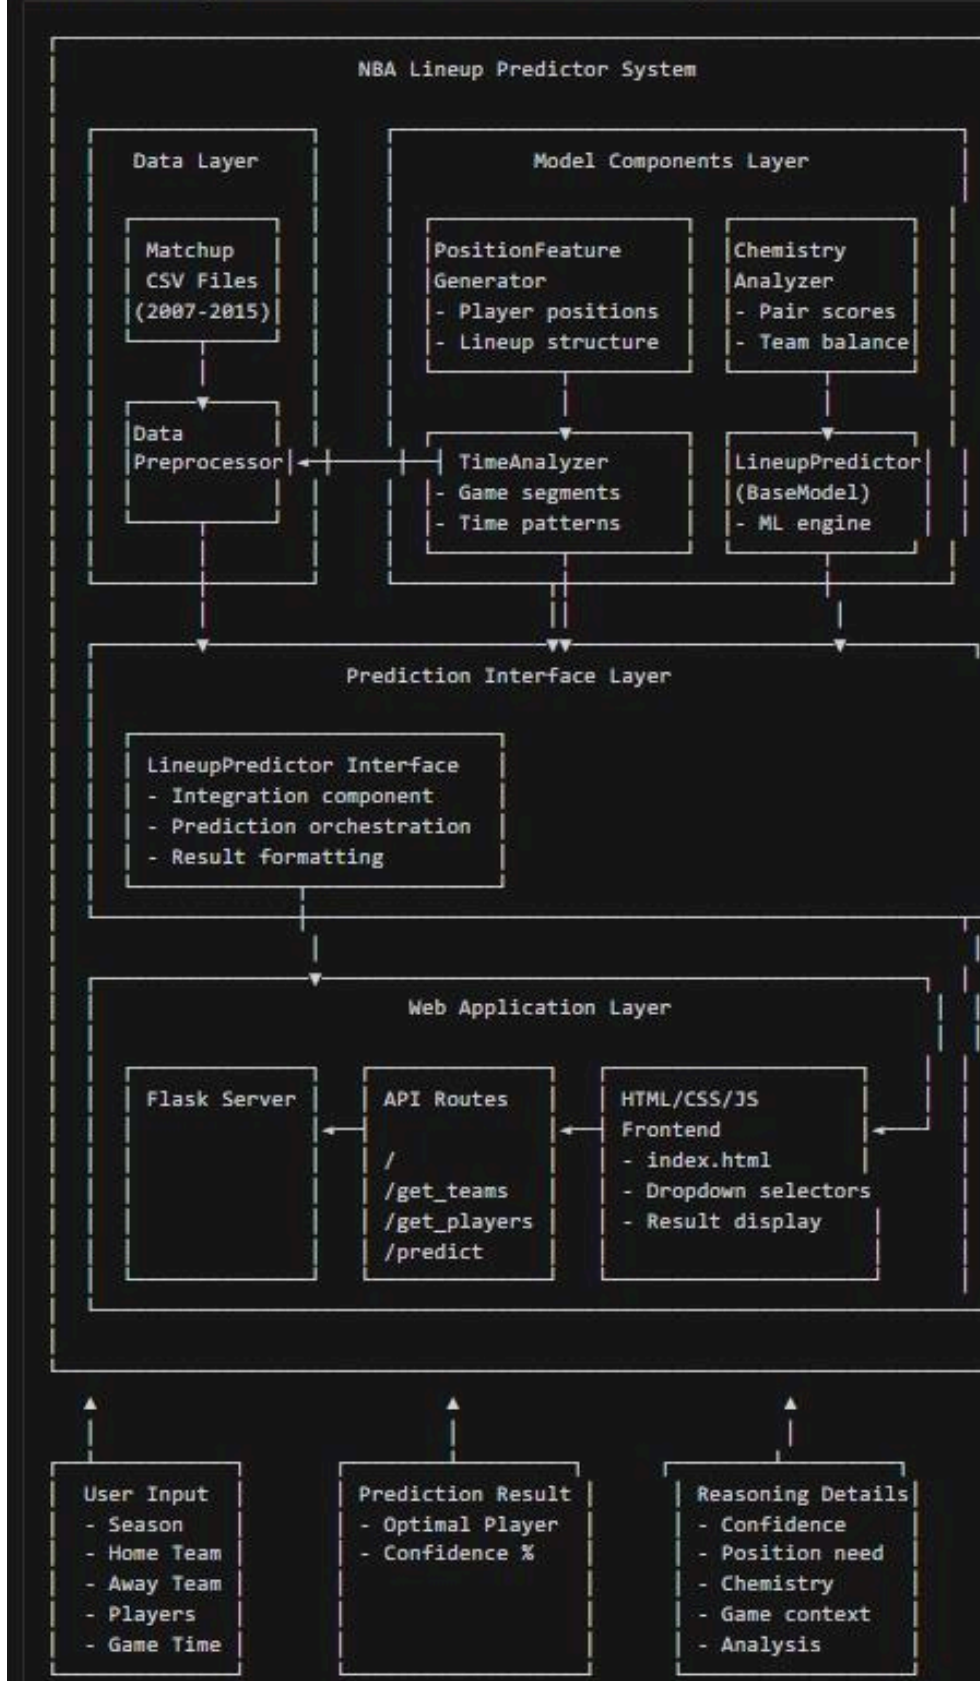 NBA Lineup Predictor System
Data Layer
Matchup
CSV Files
(2007-2015)
Data
Preprocessor
Model Components Layer
PositionFeature
Generator
- Player positions
- Lineup structure
Chemistry
Analyzer
- Pair scores
- Team balance
TimeAnalyzer
- Game segments
- Time patterns
LineupPredictor
(BaseModel)
- ML engine
Prediction Interface Layer
LineupPredictor Interface
- Integration component
- Prediction orchestration
- Result formatting
Web Application Layer
Flask Server
API Routes
/
/get_teams
/get_players
/predict
HTML/CSS/JS
Frontend
- index.html
- Dropdown selectors
- Result display
User Input
- Season
- Home Team
- Away Team
- Players
- Game Time
Prediction Result
- Optimal Player
- Confidence %
Reasoning Details
- Confidence
- Position need
- Chemistry
- Game context
- Analysis